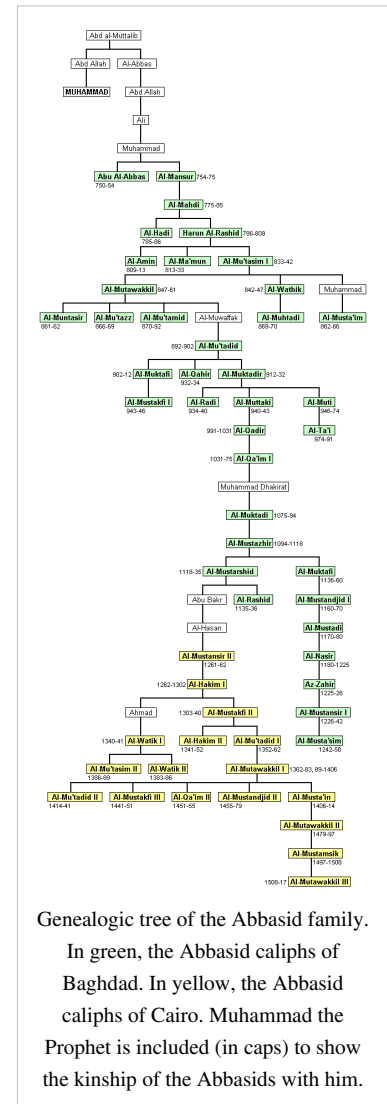 Abd al-Muttalib
Abd Allah Al-Abbas
MUHAMMAD Abd Allah
Ali
Muhammad
Abu Al-Abbas Al-Mansur 754-75
750-54
Al-Mahdi 775-85
Al-Hadi Harun Al-Rashid 786-809
785-86
Al-Amin Al-Ma'mun Al-Mu'tasim I 833-42
809-13 813-33
Al-Mutawakkil 847-61 842-47 Al-Wathik Muhammad
Al-Muntasir Al-Mu'tazz Al-Mu'tamid Al-Muwaffak Al-Muhtadi Al-Musta'im
861-62 866-69 870-92 869-70 862-66
892-902 Al-Mu'tadid
902-12 Al-Muktafi Al-Qahir Al-Muktadir 912-32
932-34
Al-Mustakfi I Al-Radi Al-Muttaki Al-Muti
943-46 934-40 940-43 946-74
991-1031 Al-Qadir Al-Ta'i
974-91
1031-75 Al-Qa'im I
Muhammad Dhakirat
Al-Muktadi 1075-94
Al-Mustazhir 1094-1118
1118-35 Al-Mustarshid Al-Muktafi
1136-60
Abu Bakr Al-Rashid Al-Mustandjid I
1135-36 1160-70
Al-Hasan Al-Mustadi
1170-80
Al-Mustansir II Al-Nasir
1261-62 1180-1225
1262-1302 Al-Hakim I Az-Zahir
1225-26
Ahmad 1303-40 Al-Mustakfi II Al-Mustansir I
1226-42
1340-41 Al-Watik I Al-Hakim II Al-Mu'tadid I Al-Musta'sim
1341-52 1352-62 1242-58
Al-Mu'tasim II Al-Watik II Al-Mutawakkil I 1362-83, 89-1406
1386-89 1383-86
Al-Mu'tadid II Al-Mustakfi III Al-Qa'im II Al-Mustandjid II Al-Musta'in
1414-41 1441-51 1451-55 1455-79 1406-14
Al-Mutawakkil II
1479-97
Al-Mustamsik
1497-1508
1508-17 Al-Mutawakkil III
Genealogic tree of the Abbasid family.
In green, the Abbasid caliphs of
Baghdad. In yellow, the Abbasid
caliphs of Cairo. Muhammad the
Prophet is included (in caps) to show
the kinship of the Abbasids with him.